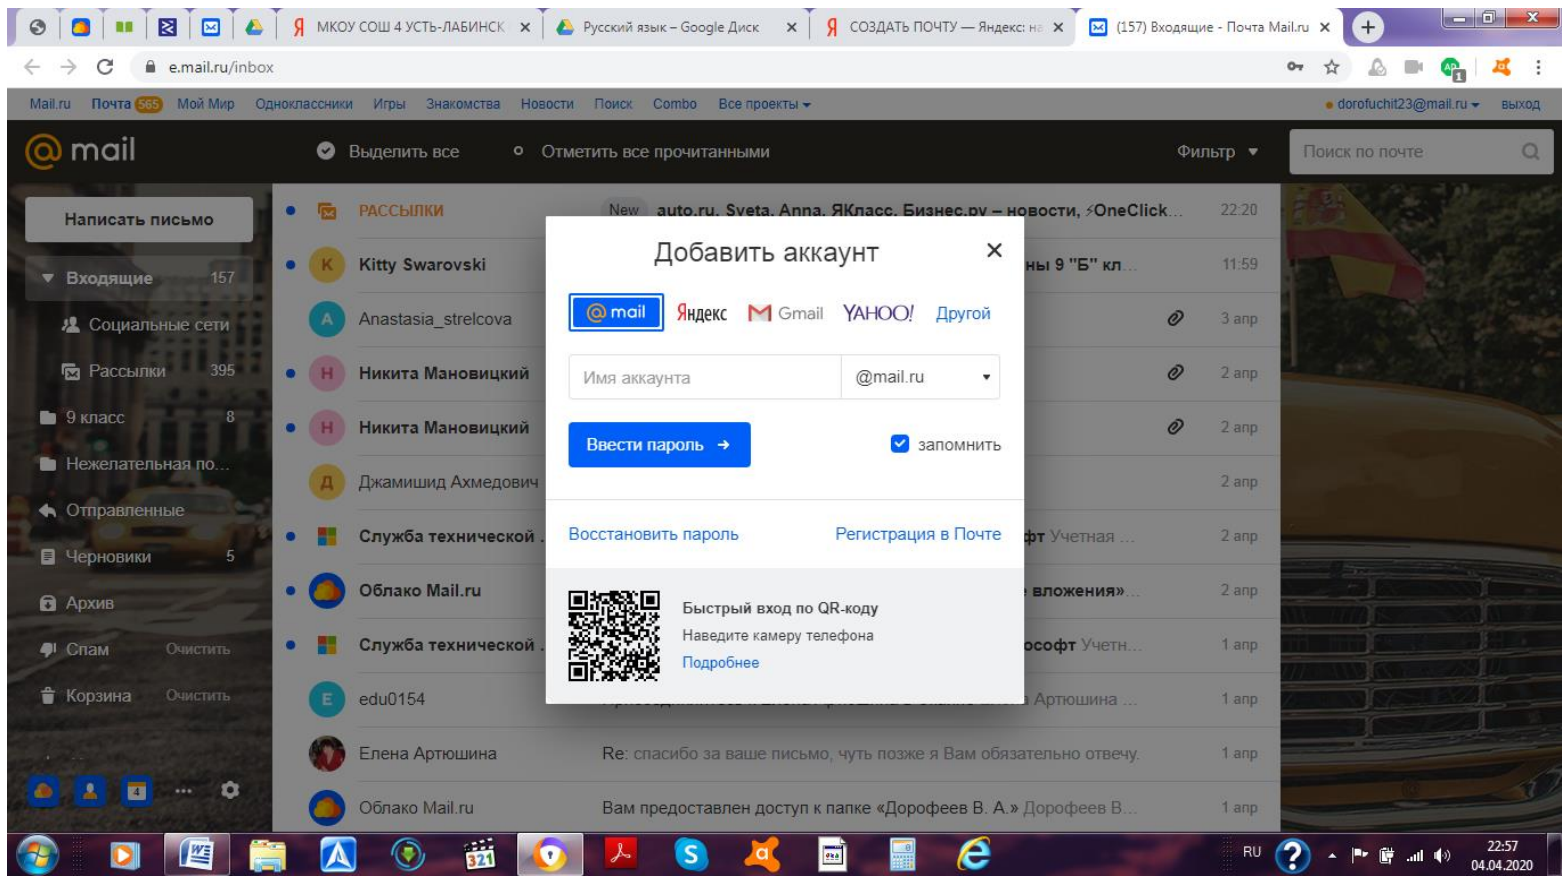 МКОУ СОШ 4 УСТЬ-ЛАБИНСК
Русский язык – Google Диск
СОЗДАТЬ ПОЧТУ — Яндекс: на
(157) Входящие - Почта Mail.ru
e.mail.ru/inbox
Mail.ru Почта 565 Мой Мир Одноклассники Игры Знакомства Новости Поиск Combo Все проекты
dorofuchit23@mail.ru выход
@mail
Выделить все
Отметить все прочитанными
Фильтр
Поиск по почте
Написать письмо
Входящие 157
Социальные сети
Рассылки 395
9 класс 8
Нежелательная по...
Отправленные
Черновики 5
Архив
Спам Очистить
Корзина Очистить
4
РАССЫЛКИ New auto.ru, Sveta, Anna, ЯКласс, Бизнес.ру – новости, ⚡OneClick... 22:20
K Kitty Swarovski ны 9 "Б" кл... 11:59
A Anastasia_strelcova 3 апр
Н Никита Мановицкий 2 апр
Н Никита Мановицкий 2 апр
Д Джамишид Ахмедович 2 апр
Служба технической . фт Учетная ... 2 апр
Облако Mail.ru вложения»... 2 апр
Служба технической . ософт Учетн... 1 апр
E edu0154 Артюшина ... 1 апр
Елена Артюшина Re: спасибо за ваше письмо, чуть позже я Вам обязательно отвечу. 1 апр
Облако Mail.ru Вам предоставлен доступ к папке «Дорофеев В. А.» Дорофеев В... 1 апр
Добавить аккаунт
@mail Яндекс Gmail YAHOO! Другой
Имя аккаунта @mail.ru
Ввести пароль → запомнить
Восстановить пароль Регистрация в Почте
Быстрый вход по QR-коду
Наведите камеру телефона
Подробнее
321
RU
22:57
04.04.2020